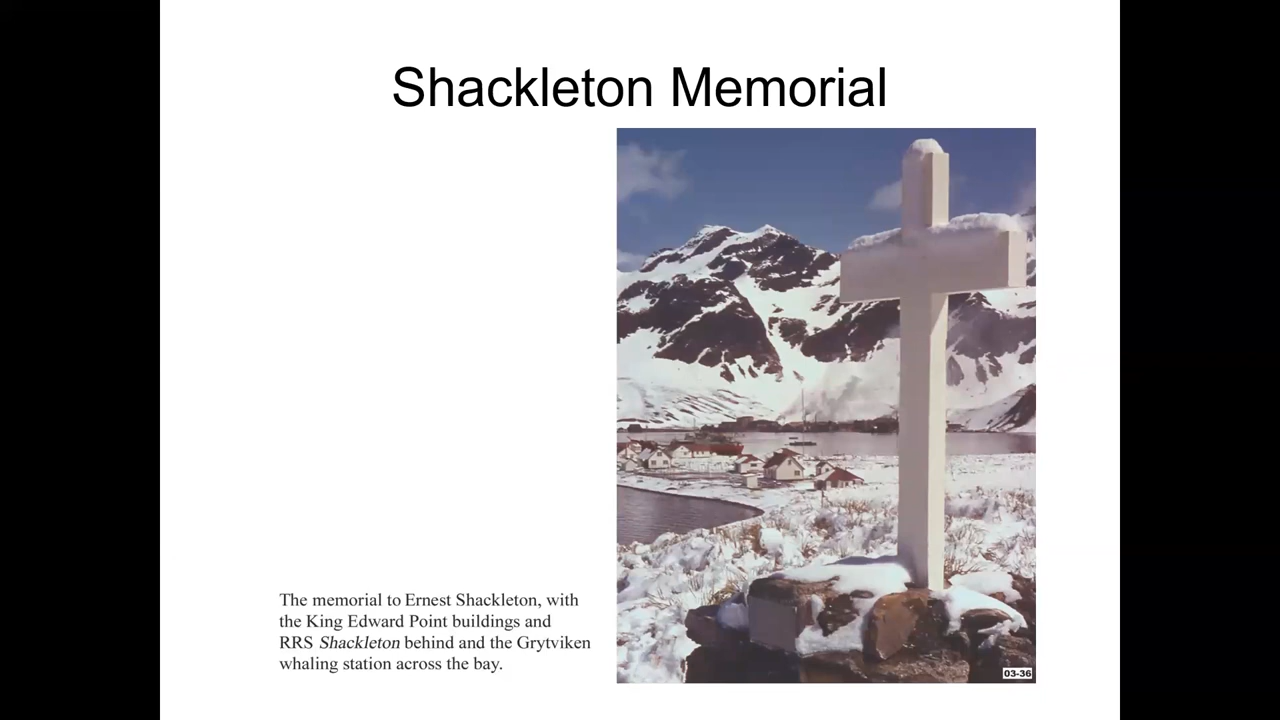 Shackleton Memorial
The memorial to Ernest Shackleton, with
the King Edward Point buildings and
RRS Shackleton behind and the Grytviken
whaling station across the bay.
03-36